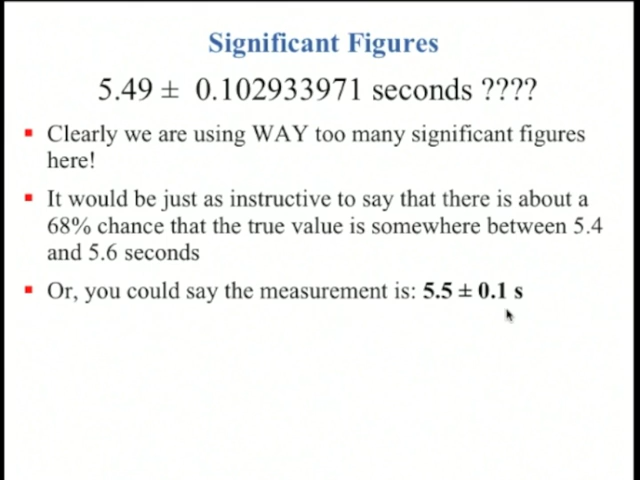 Significant Figures
5.49 ± 0.102933971 seconds ????
Clearly we are using WAY too many significant figures
here!
It would be just as instructive to say that there is about a
68% chance that the true value is somewhere between 5.4
and 5.6 seconds
Or, you could say the measurement is: 5.5 ± 0.1 s